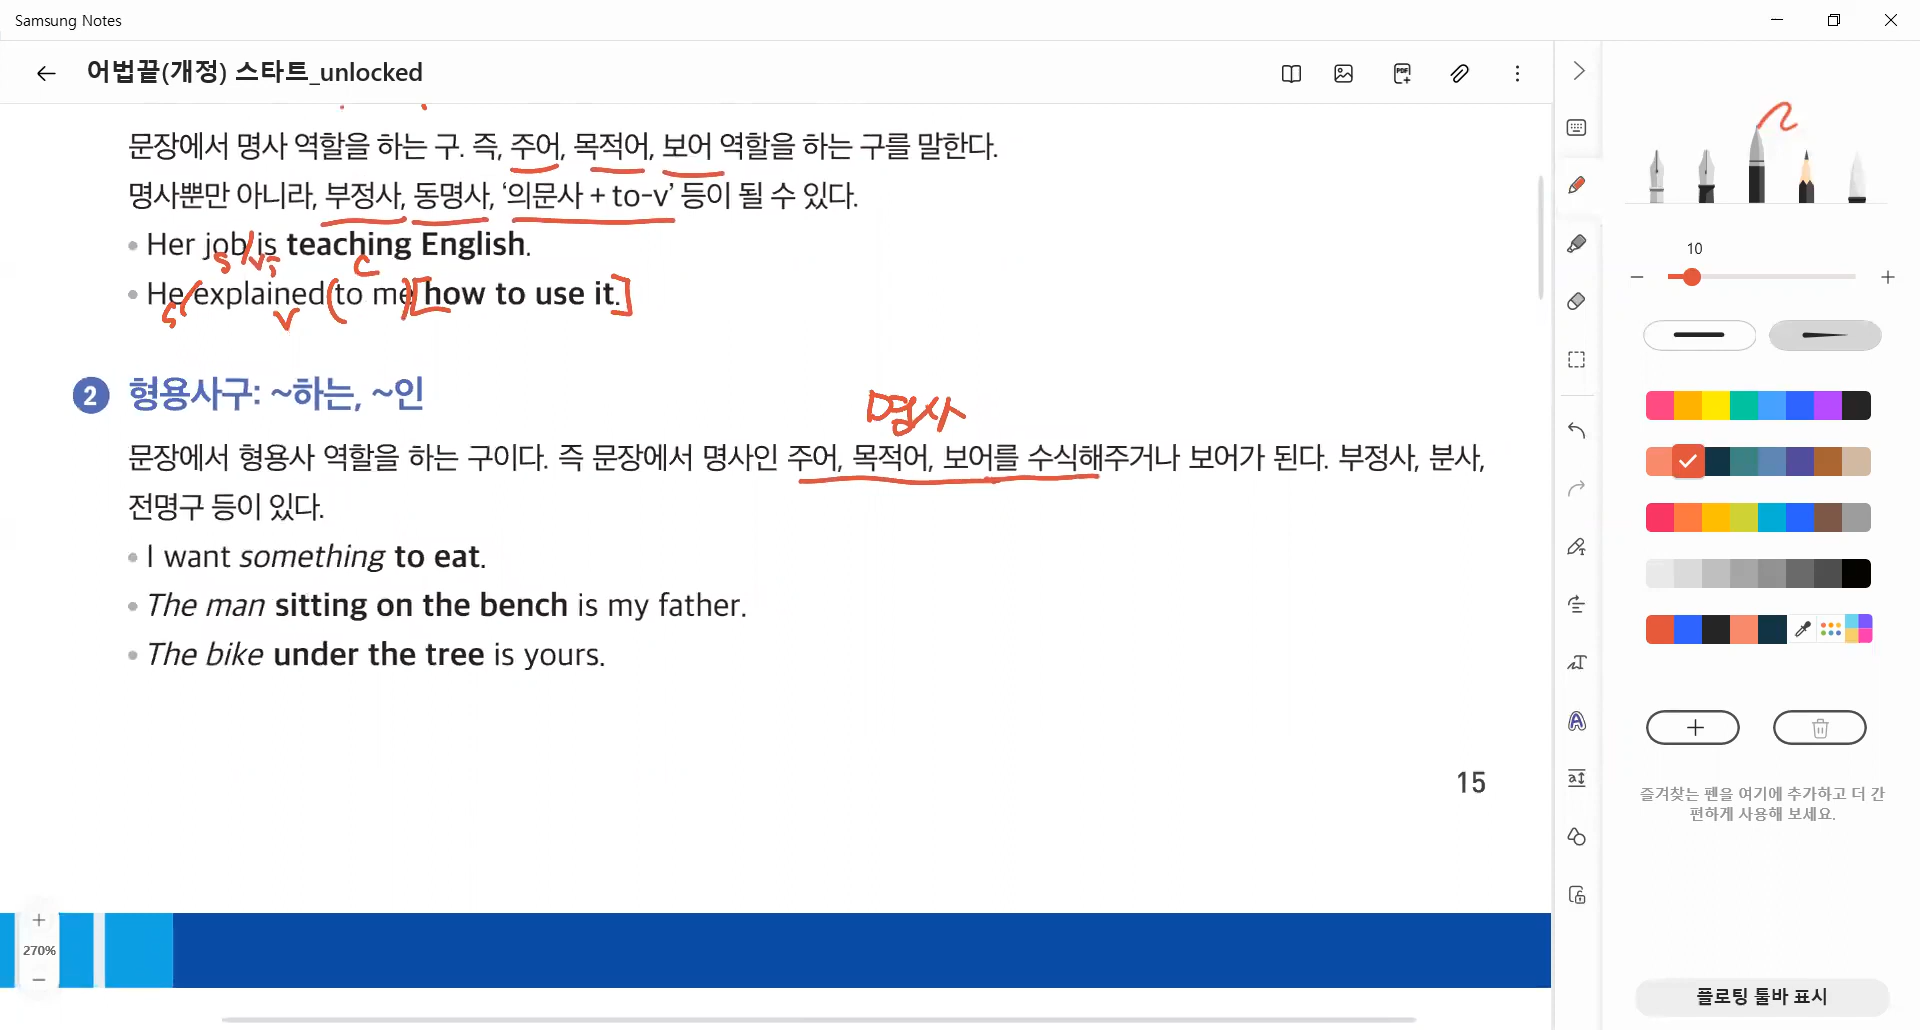 Samsung Notes
어법끝(개정) 스타트_unlocked
문장에서 명사 역할을 하는 구. 즉, 주어, 목적어, 보어 역할을 하는 구를 말한다.
명사뿐만 아니라, 부정사, 동명사, ‘의문사 + to-v’ 등이 될 수 있다.
• Her job is teaching English.
S V C
• He explained to me how to use it.
S V
2 형용사구: ~하는, ~인
명사
문장에서 형용사 역할을 하는 구이다. 즉 문장에서 명사인 주어, 목적어, 보어를 수식해주거나 보어가 된다. 부정사, 분사,
전명구 등이 있다.
• I want something to eat.
• The man sitting on the bench is my father.
• The bike under the tree is yours.
15
270%
10
즐겨찾는 펜을 여기에 추가하고 더 간
편하게 사용해 보세요.
플로팅 툴바 표시